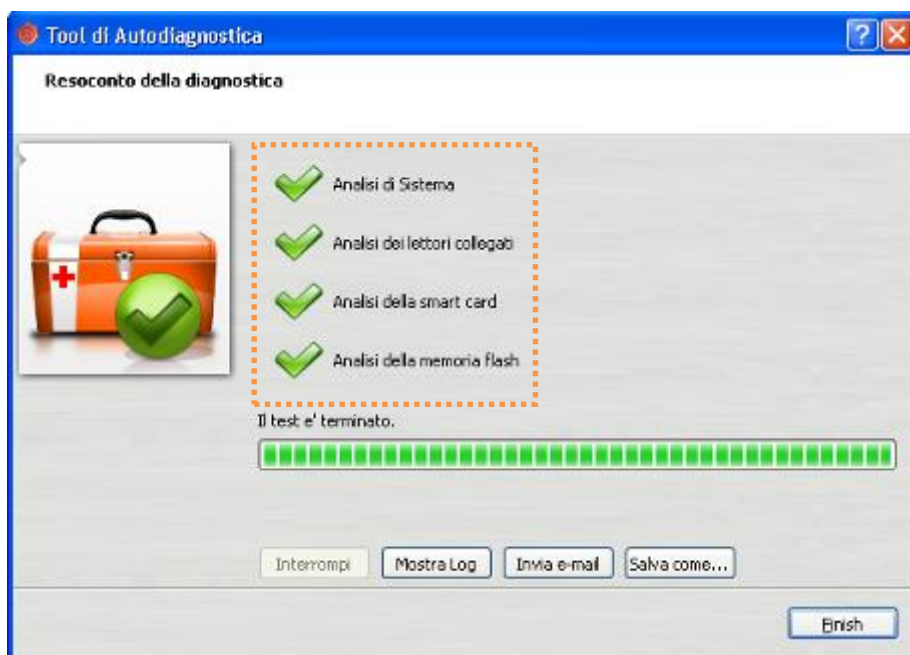 Tool di Autodiagnostica
Resoconto della diagnostica
Analisi di Sistema
Analisi dei lettori collegati
Analisi della smart card
Analisi della memoria flash
Il test e' terminato.
Interrompi
Mostra Log
Invia e-mail
Salva come...
Finish